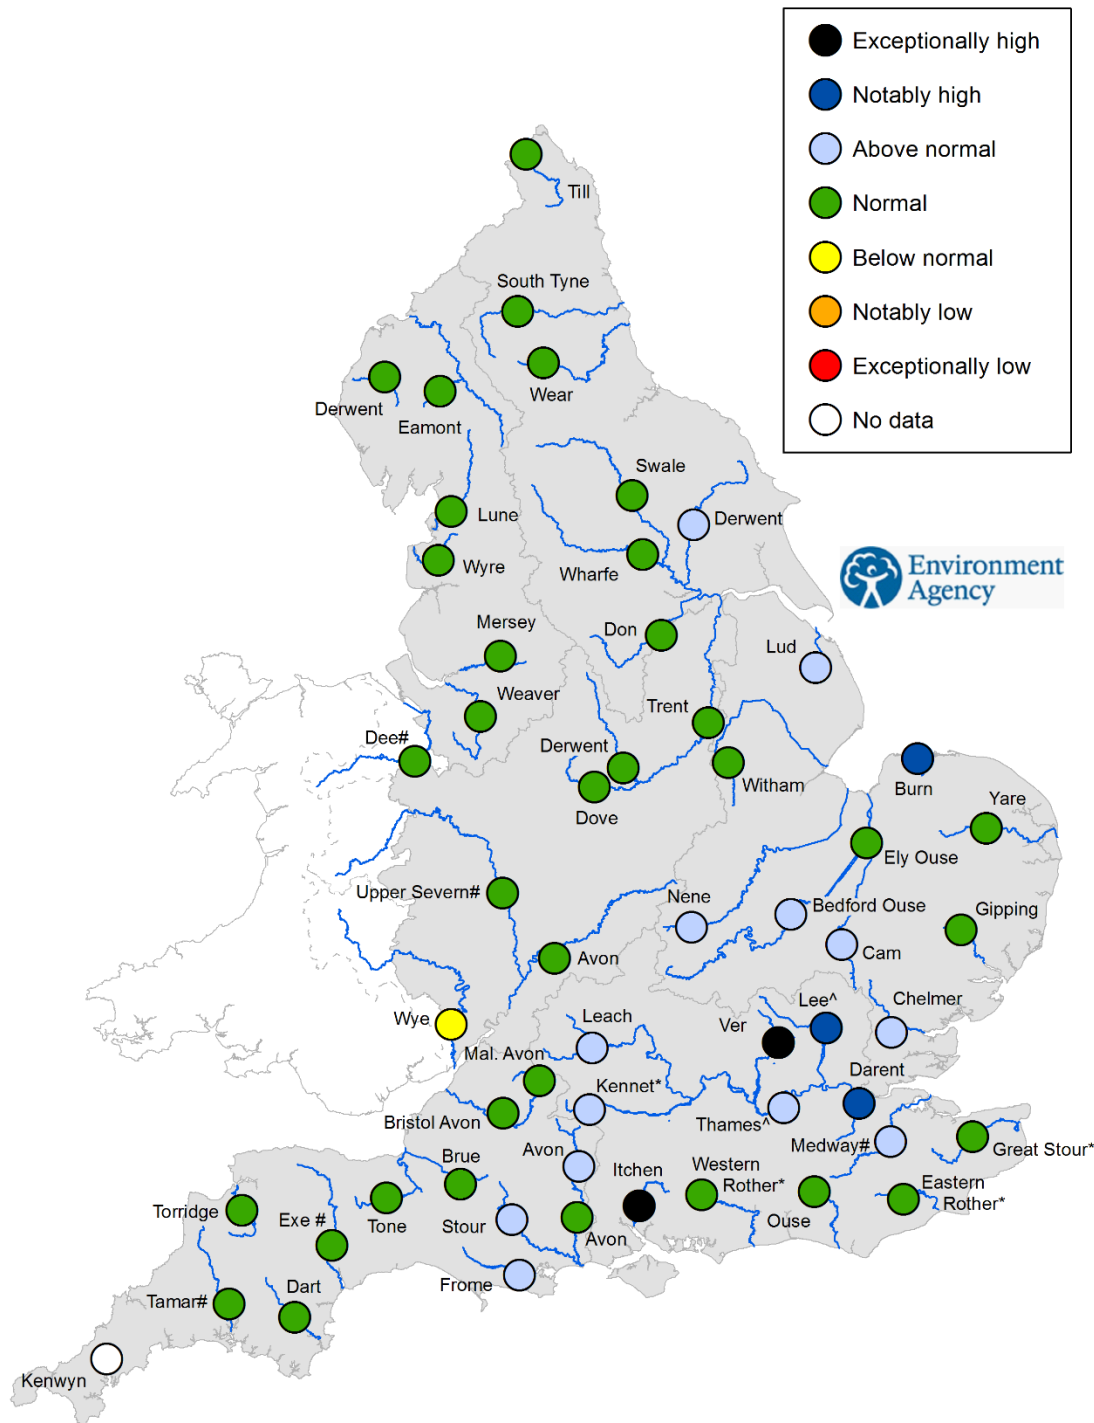 Exceptionally high
Notably high
Above normal
Normal
Below normal
Notably low
Exceptionally low
No data
Till
South Tyne
Wear
Derwent
Eamont
Swale
Lune
Derwent
Wyre
Wharfe
Environment
Agency
Mersey
Don
Lud
Weaver
Trent
Dee#
Derwent
Witham
Burn
Yare
Dove
Ely Ouse
Upper Severn#
Nene
Bedford Ouse
Gipping
Avon
Cam
Wye
Leach
Ver
Lee^
Chelmer
Mal. Avon
Kennet*
Darent
Bristol Avon
Thames^
Medway#
Great Stour*
Brue
Avon
Itchen
Western
Rother*
Eastern
Rother*
Torridge
Exe #
Tone
Stour
Avon
Ouse
Tamar#
Dart
Frome
Kenwyn